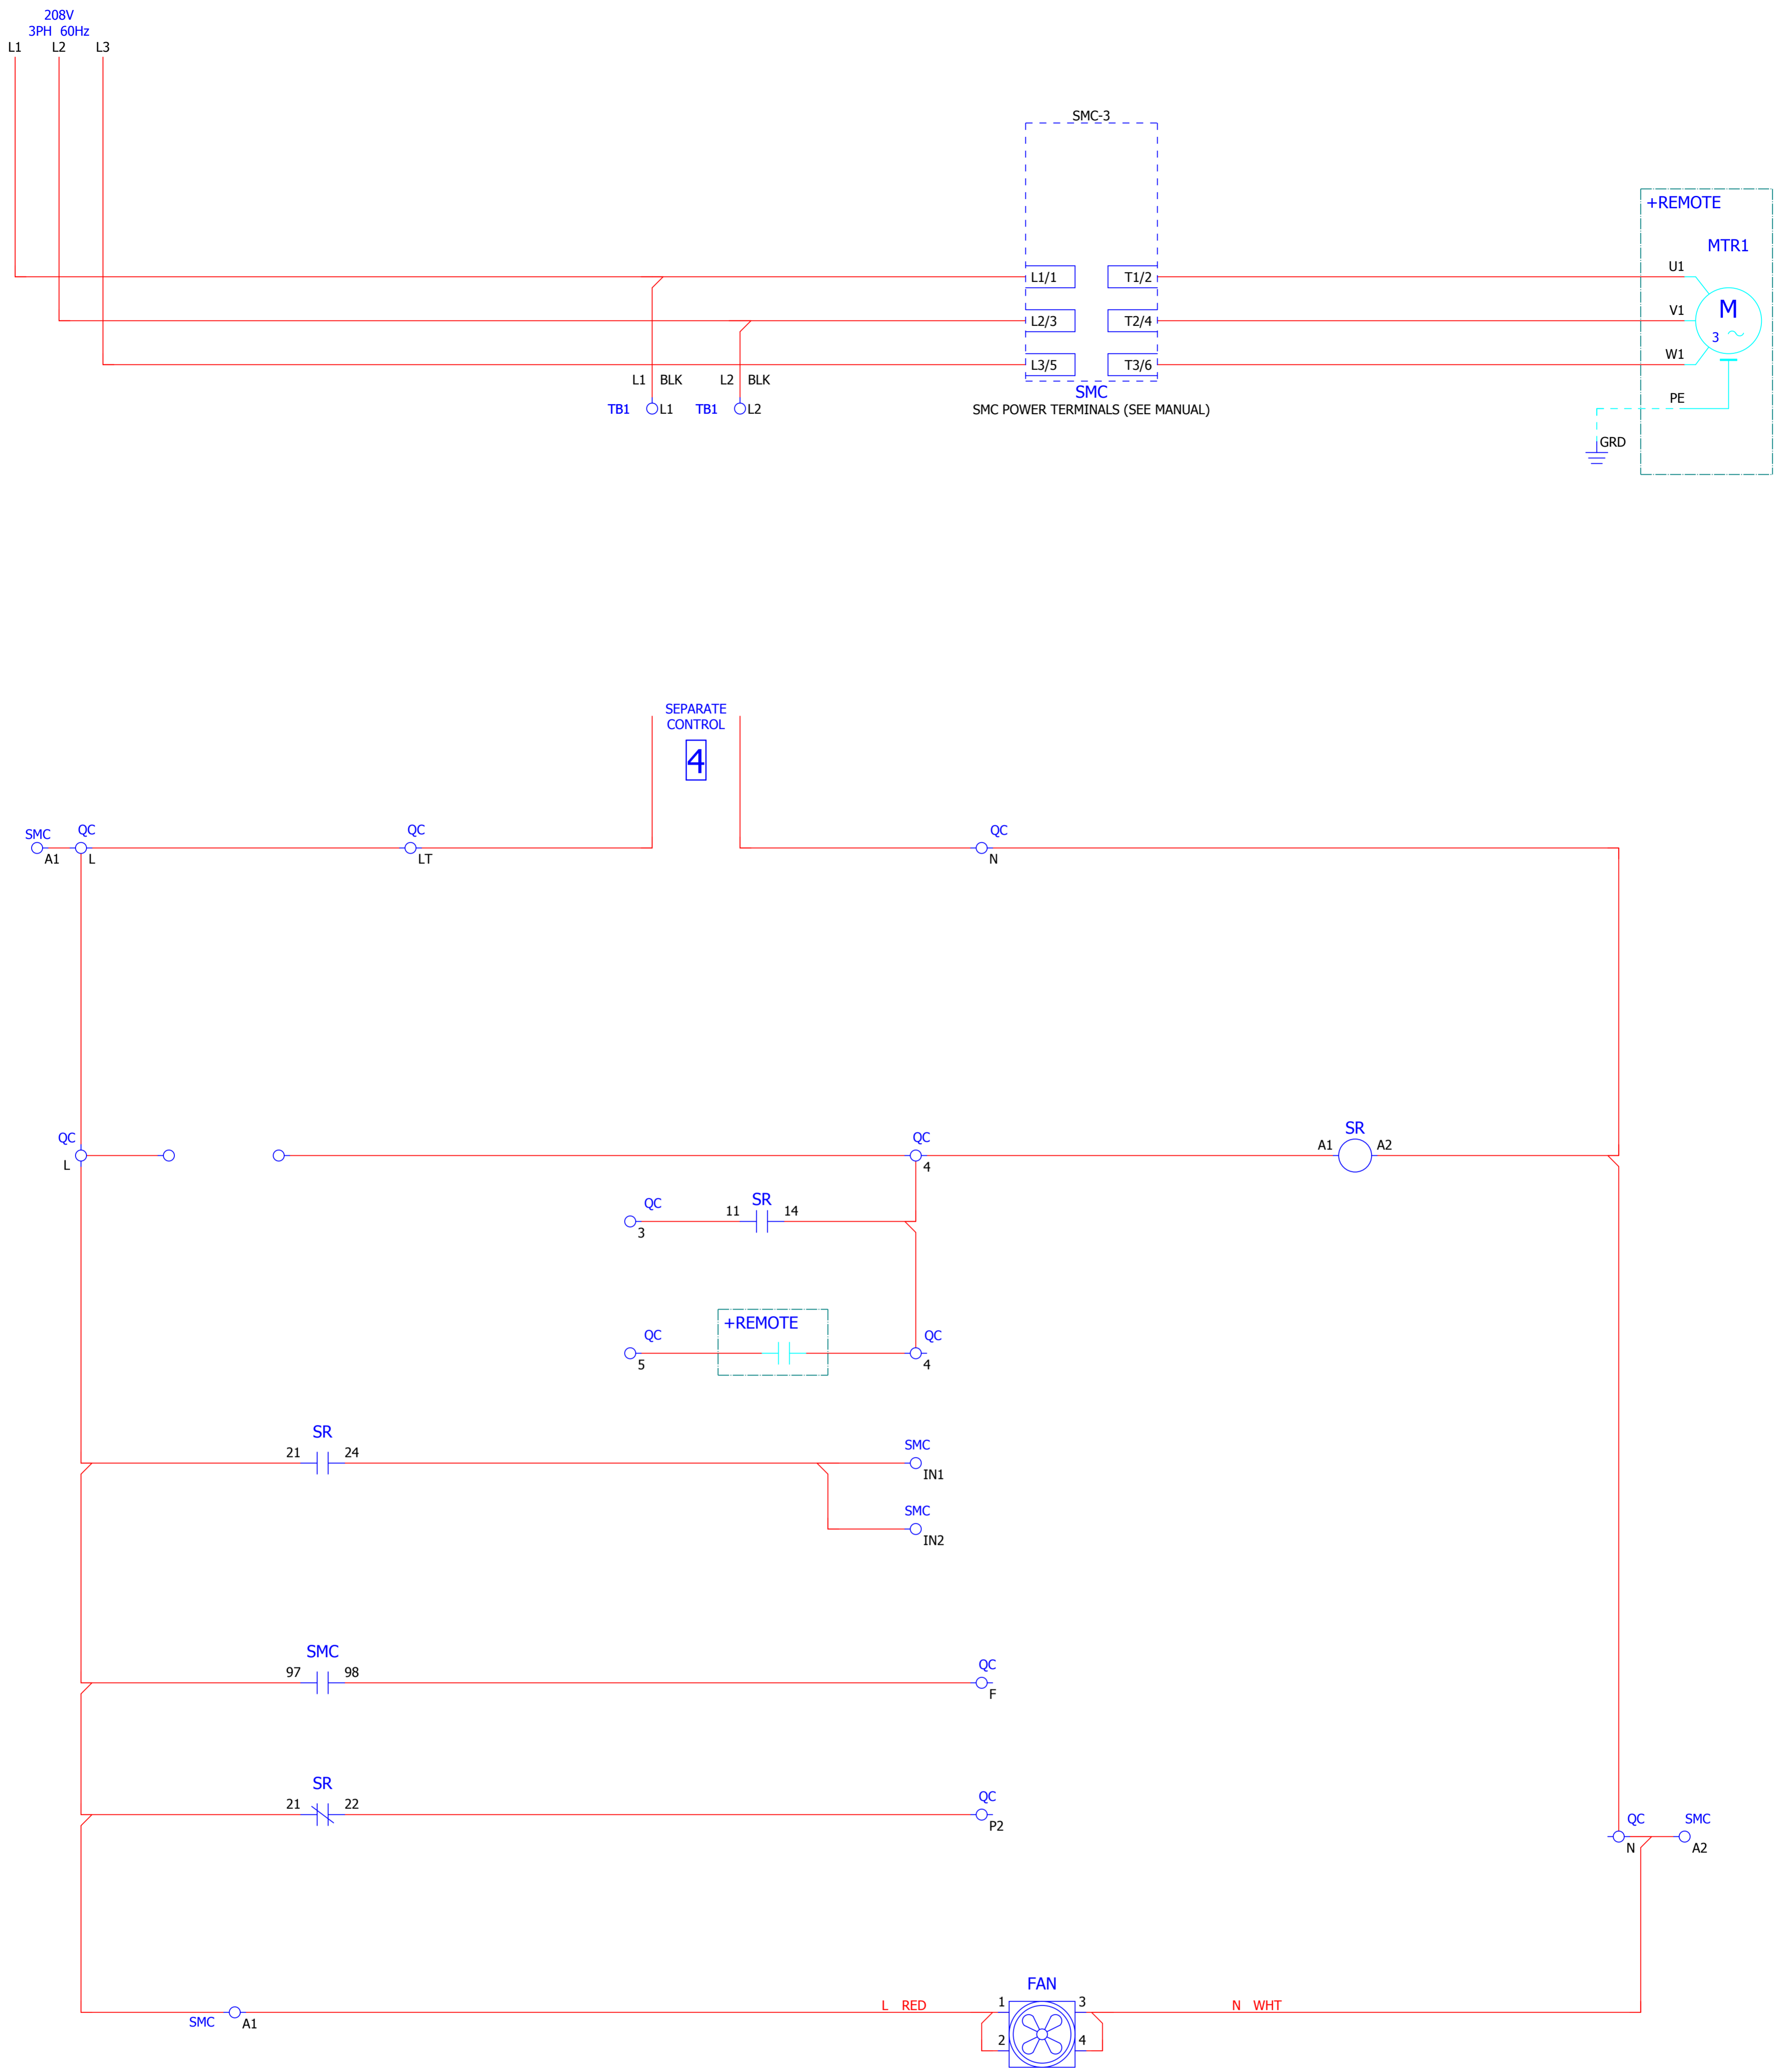 208V
3PH 60Hz
L1 L2 L3
SMC-3
+REMOTE
MTR1
L1/1 T1/2 U1
M
3
L2/3 T2/4 V1
L3/5 T3/6 W1
L1 BLK L2 BLK
SMC
TB1 L1 TB1 L2
SMC POWER TERMINALS (SEE MANUAL)
PE
GRD
SEPARATE
CONTROL
4
SMC QC QC QC
A1 L LT N
QC QC SR
A1 A2
L 4
QC SR
11 14
3
+REMOTE
QC QC
5 4
SR
21 24 SMC
IN1
SMC
IN2
SMC
97 98 QC
F
SR
21 22 QC
P2
QC SMC
N A2
FAN
L RED 1 3 N WHT
SMC A1
2 4